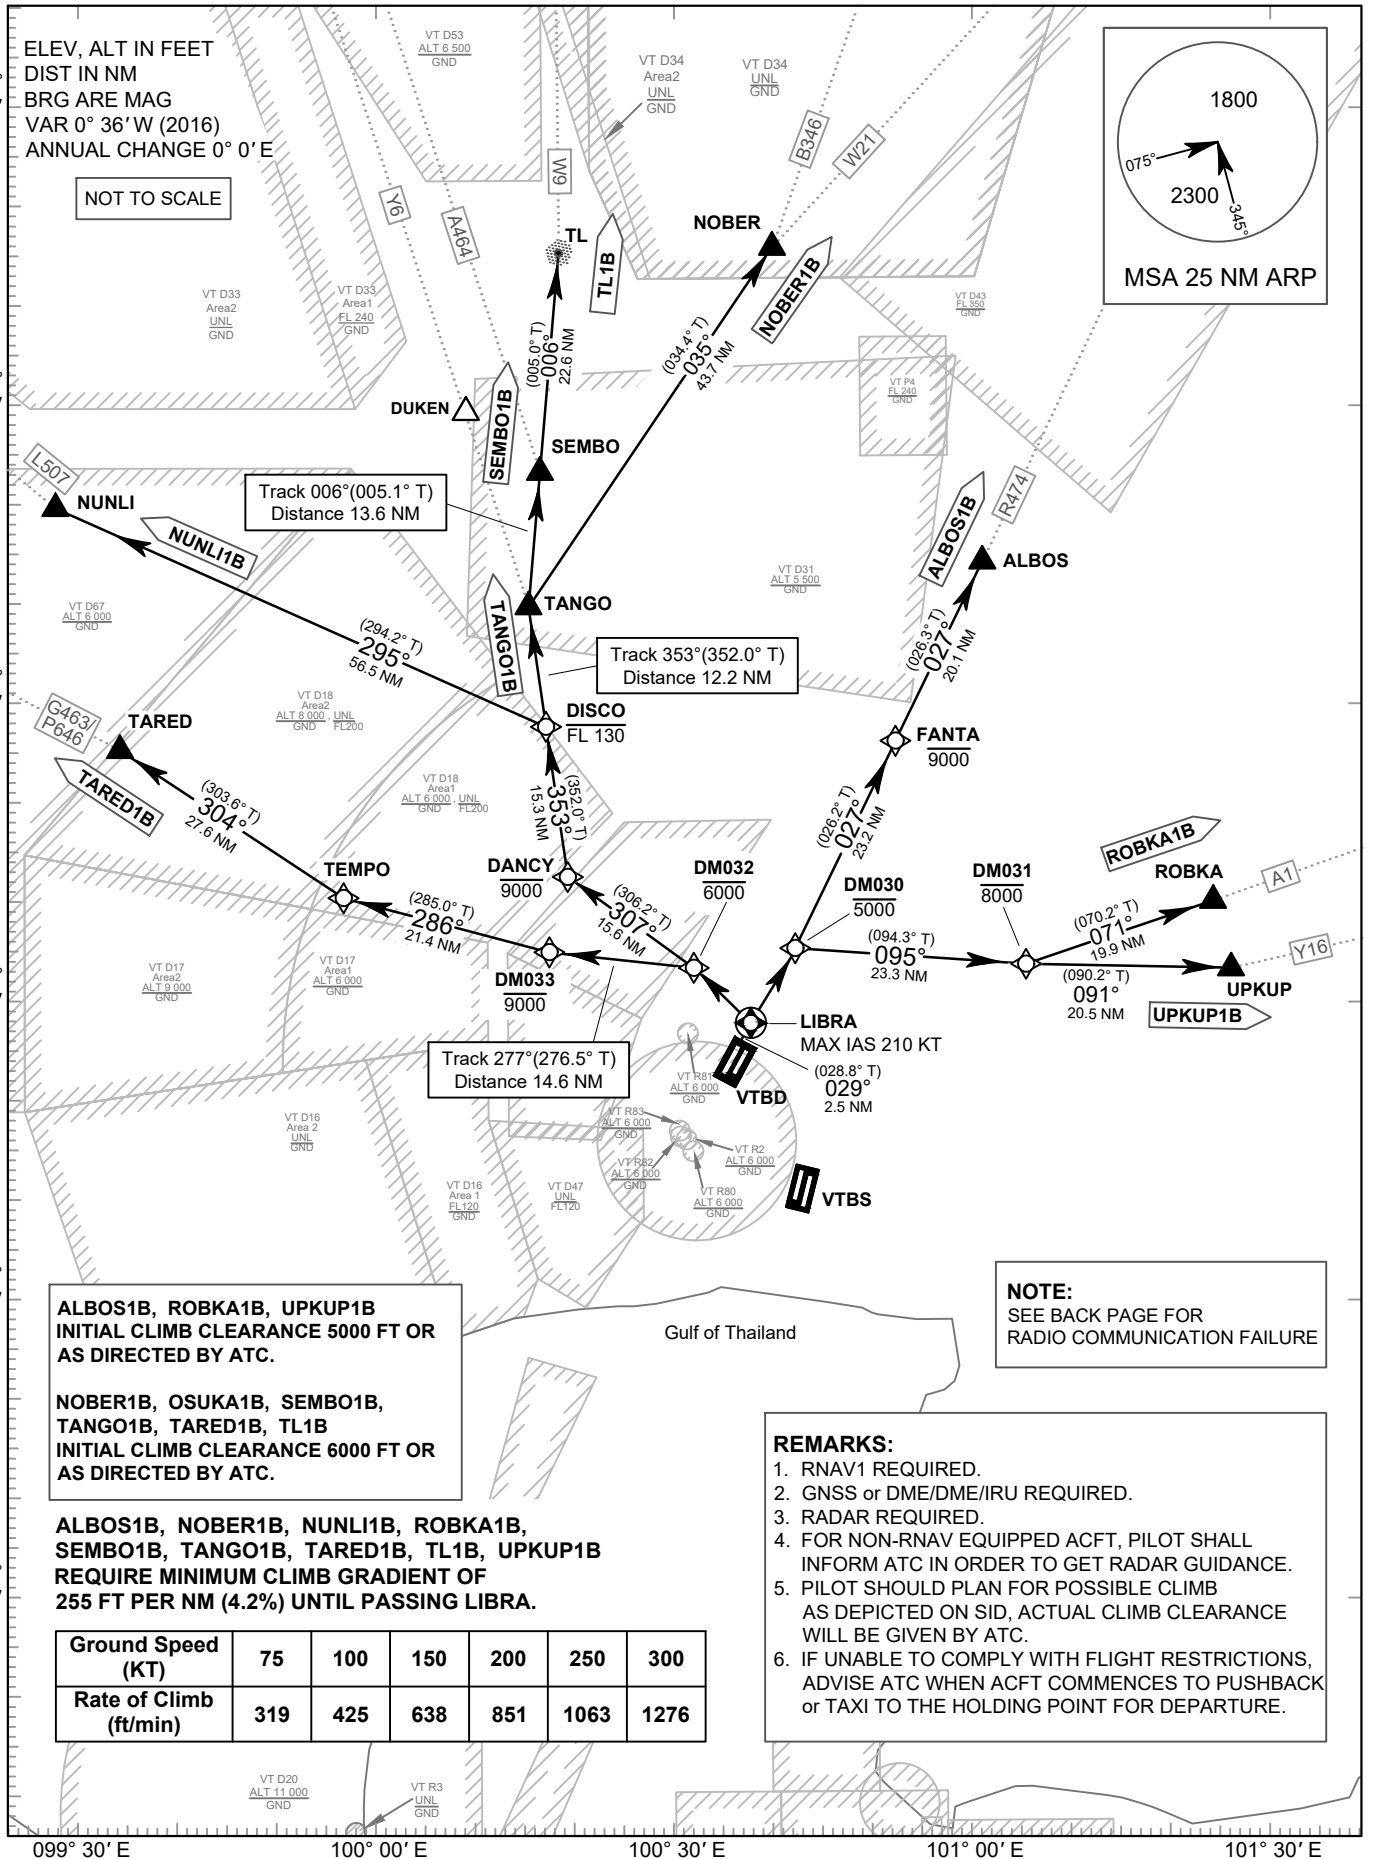 ELEV, ALT IN FEET
DIST IN NM
BRG ARE MAG
VAR 0° 36′ W (2016)
ANNUAL CHANGE 0° 0′ E
NOT TO SCALE
VT D53
ALT 6 500
GND
VT D34
Area2
UNL
GND
VT D34
UNL
GND
1800
075°
2300
345°
MSA 25 NM ARP
B346
W21
W9
Y6
A464
TL
TL1B
NOBER
NOBER1B
VT D33
Area2
UNL
GND
VT D33
Area1
FL 240
GND
VT D43
FL 350
GND
(005.0° T)
006°
22.6 NM
(034.4° T)
035°
43.7 NM
VT P4
FL 240
GND
DUKEN
SEMBO1B
SEMBO
L507
NUNLI
NUNLI1B
Track 006°(005.1° T)
Distance 13.6 NM
R474
ALBOS1B
ALBOS
VT D31
ALT 5 500
GND
VT D67
ALT 6 000
GND
TANGO
TANGO1B
(294.2° T)
295°
56.5 NM
Track 353°(352.0° T)
Distance 12.2 NM
(026.3° T)
027°
20.1 NM
G463/
P646
TARED
TARED1B
VT D18
Area2
ALT 8 000 , UNL
GND FL200
DISCO
FL 130
FANTA
9000
VT D18
Area1
ALT 6 000 , UNL
GND FL200
(303.6° T)
304°
27.6 NM
(352.0° T)
353°
15.3 NM
(026.2° T)
027°
23.2 NM
TEMPO
DANCY
9000
DM032
6000
DM030
5000
DM031
8000
ROBKA1B
ROBKA
A1
(285.0° T)
286°
21.4 NM
(306.2° T)
307°
15.6 NM
(094.3° T)
095°
23.3 NM
(070.2° T)
071°
19.9 NM
Y16
VT D17
Area2
ALT 9 000
GND
VT D17
Area1
ALT 6 000
GND
DM033
9000
(090.2° T)
091°
20.5 NM
UPKUP
UPKUP1B
LIBRA
MAX IAS 210 KT
Track 277°(276.5° T)
Distance 14.6 NM
(028.8° T)
029°
2.5 NM
VTBD
VT R81
ALT 6 000
GND
VT R83
ALT 6 000
GND
VT R2
ALT 6 000
GND
VT R82
ALT 6 000
GND
VT R80
ALT 6 000
GND
VTBS
VT D16
Area 2
UNL
GND
VT D16
Area 1
FL120
GND
VT D47
UNL
FL120
ALBOS1B, ROBKA1B, UPKUP1B
INITIAL CLIMB CLEARANCE 5000 FT OR
AS DIRECTED BY ATC.
NOBER1B, OSUKA1B, SEMBO1B,
TANGO1B, TARED1B, TL1B
INITIAL CLIMB CLEARANCE 6000 FT OR
AS DIRECTED BY ATC.
Gulf of Thailand
NOTE:
SEE BACK PAGE FOR
RADIO COMMUNICATION FAILURE
ALBOS1B, NOBER1B, NUNLI1B, ROBKA1B,
SEMBO1B, TANGO1B, TARED1B, TL1B, UPKUP1B
REQUIRE MINIMUM CLIMB GRADIENT OF
255 FT PER NM (4.2%) UNTIL PASSING LIBRA.
Ground Speed (KT) 75 100 150 200 250 300
Rate of Climb (ft/min) 319 425 638 851 1063 1276
REMARKS:
1. RNAV1 REQUIRED.
2. GNSS or DME/DME/IRU REQUIRED.
3. RADAR REQUIRED.
4. FOR NON-RNAV EQUIPPED ACFT, PILOT SHALL
INFORM ATC IN ORDER TO GET RADAR GUIDANCE.
5. PILOT SHOULD PLAN FOR POSSIBLE CLIMB
AS DEPICTED ON SID, ACTUAL CLIMB CLEARANCE
WILL BE GIVEN BY ATC.
6. IF UNABLE TO COMPLY WITH FLIGHT RESTRICTIONS,
ADVISE ATC WHEN ACFT COMMENCES TO PUSHBACK
or TAXI TO THE HOLDING POINT FOR DEPARTURE.
VT D20
ALT 11 000
GND
VT R3
UNL
GND
099° 30′ E
100° 00′ E
100° 30′ E
101° 00′ E
101° 30′ E